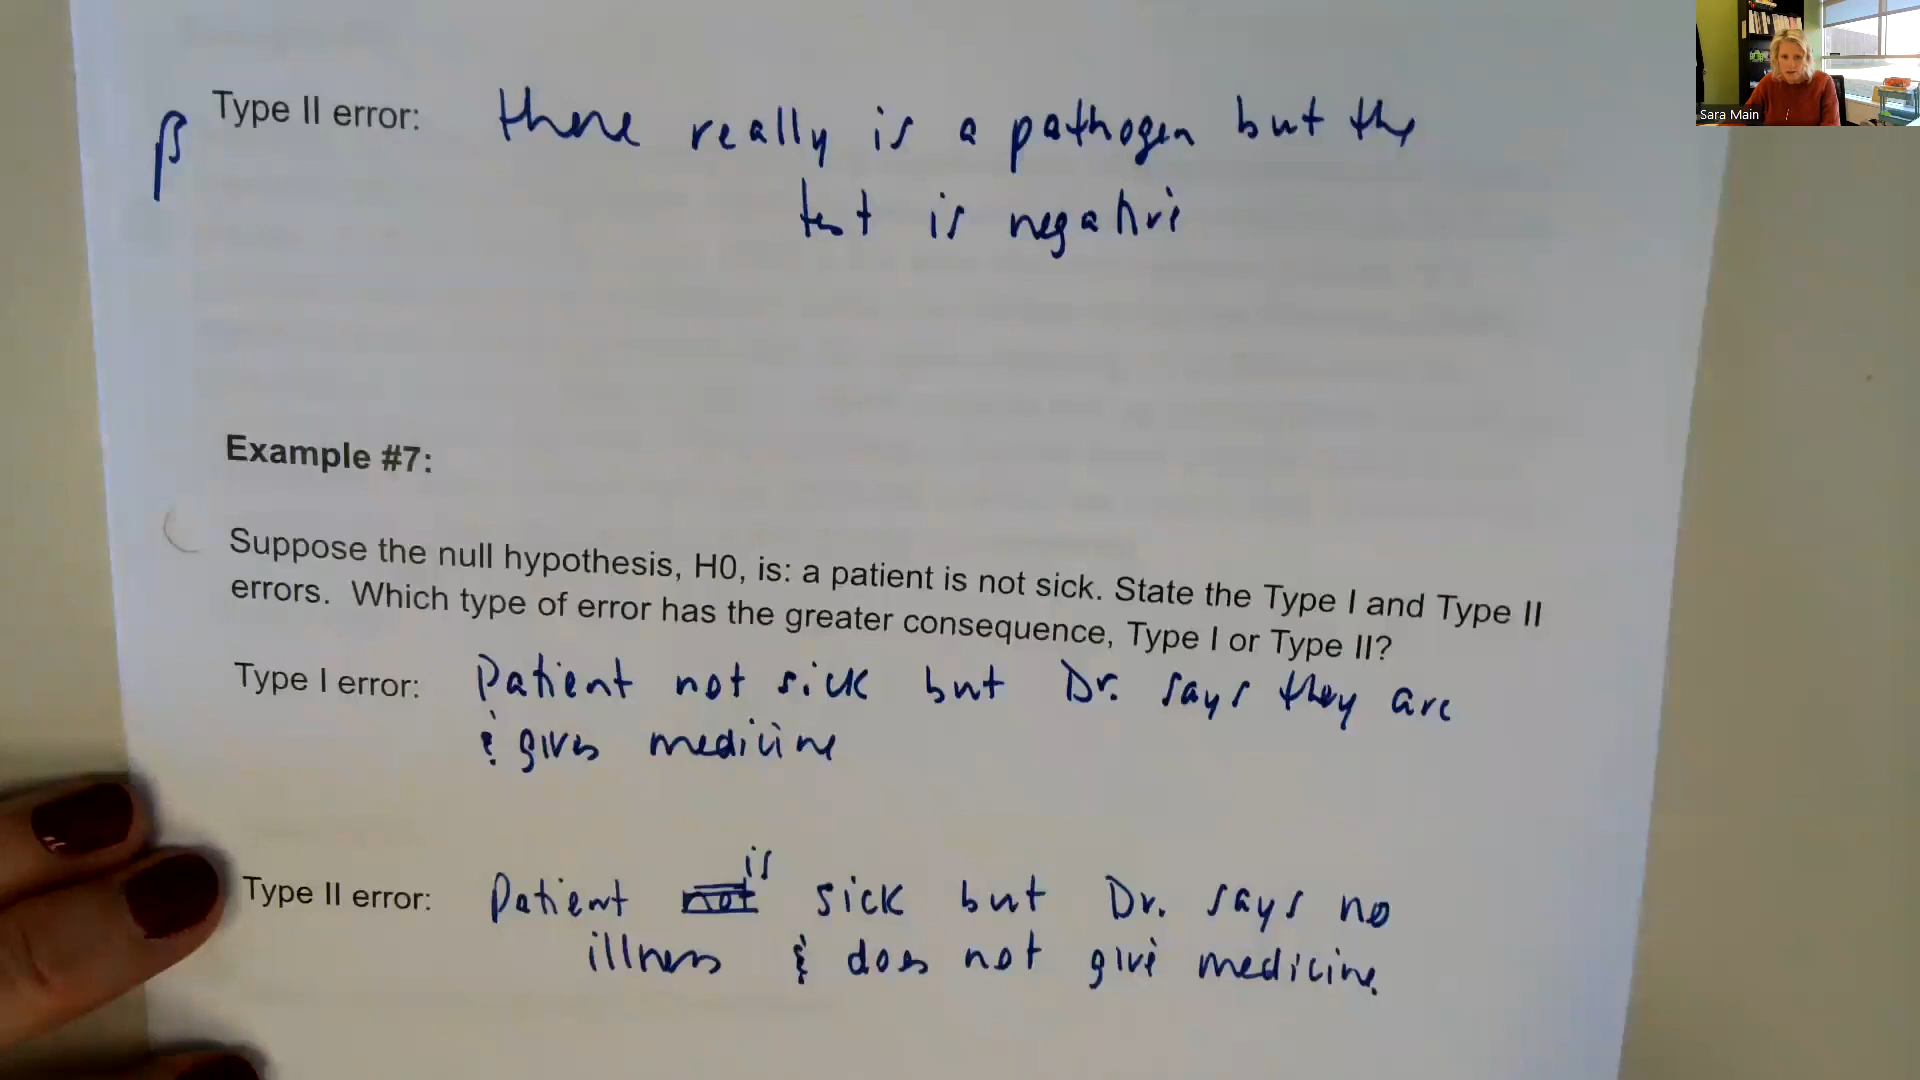 Sara Main
β Type II error: there really is a pathogen but the
test is negative
Example #7:
Suppose the null hypothesis, H0, is: a patient is not sick. State the Type I and Type II
errors. Which type of error has the greater consequence, Type I or Type II?
Type I error: Patient not sick but Dr. says they are
& gives medicine
is
Type II error: Patient not sick but Dr. says no
illness & does not give medicine.